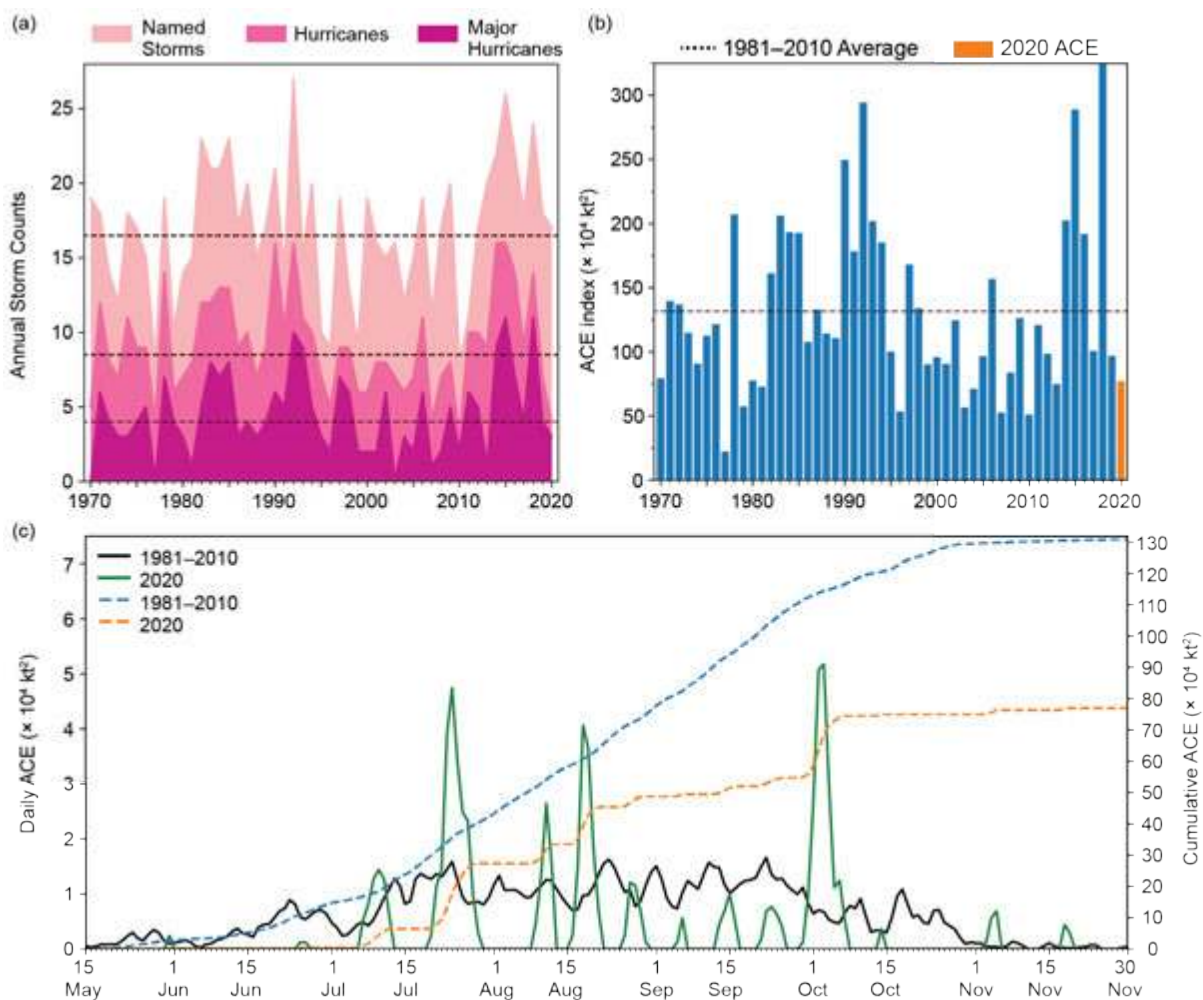 (a)
Named
Storms
Hurricanes
Major
Hurricanes
Annual Storm Counts
25
20
15
10
5
0
1970 1980 1990 2000 2010 2020
(b)
1981–2010 Average
2020 ACE
ACE index (× 10⁴ kt²)
300
250
200
150
100
50
0
1970 1980 1990 2000 2010 2020
(c)
1981–2010
2020
1981–2010
2020
Daily ACE (× 10⁴ kt²)
7
6
5
4
3
2
1
0
Cumulative ACE (× 10⁴ kt²)
130
120
110
100
90
80
70
60
50
40
30
20
10
0
15 1 15 1 15 1 15 1 15 1 15 1 15 30
May Jun Jun Jul Jul Aug Aug Sep Sep Oct Oct Nov Nov Nov